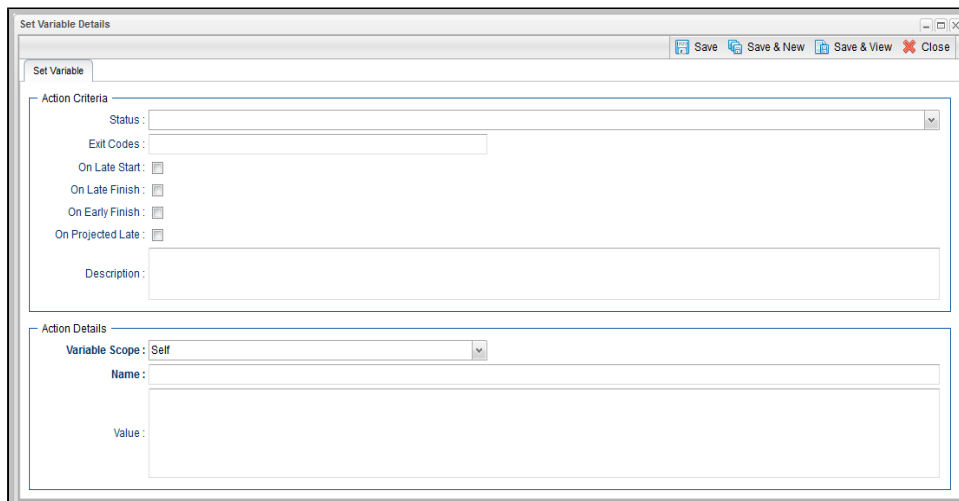 Set Variable Details
Save Save & New Save & View Close
Set Variable
Action Criteria
Status :
Exit Codes :
On Late Start :
On Late Finish :
On Early Finish :
On Projected Late :
Description :
Action Details
Variable Scope : Self
Name :
Value :